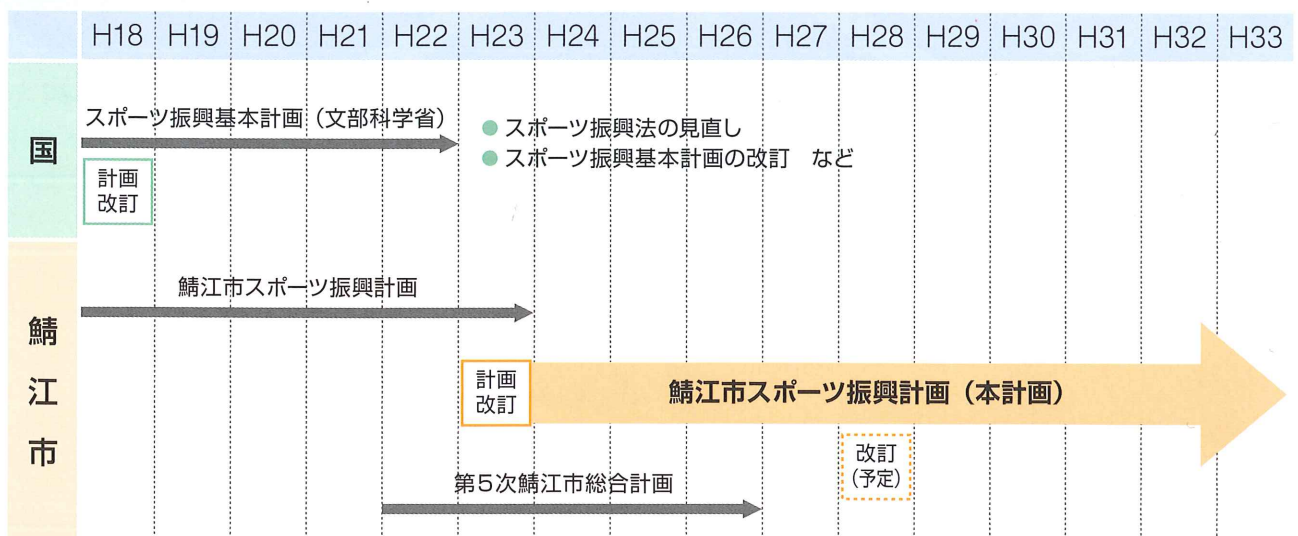 H18 H19 H20 H21 H22 H23 H24 H25 H26 H27 H28 H29 H30 H31 H32 H33
国
スポーツ振興基本計画（文部科学省）
● スポーツ振興法の見直し
● スポーツ振興基本計画の改訂　など
計画
改訂
鯖江市
鯖江市スポーツ振興計画
計画
改訂
鯖江市スポーツ振興計画（本計画）
改訂
（予定）
第5次鯖江市総合計画